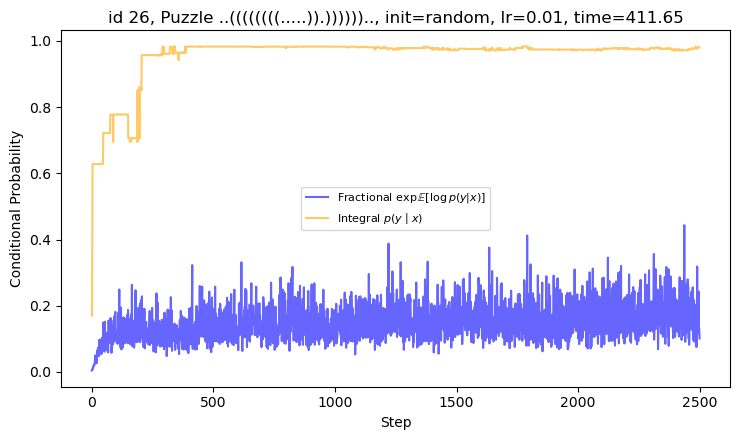 id 26, Puzzle ..((((((((.....)).)))))).., init=random, lr=0.01, time=411.65
Conditional Probability
1.0
0.8
0.6
0.4
0.2
0.0
Fractional exp𝔼[log p(y|x)]
Integral p(y | x)
0 500 1000 1500 2000 2500
Step